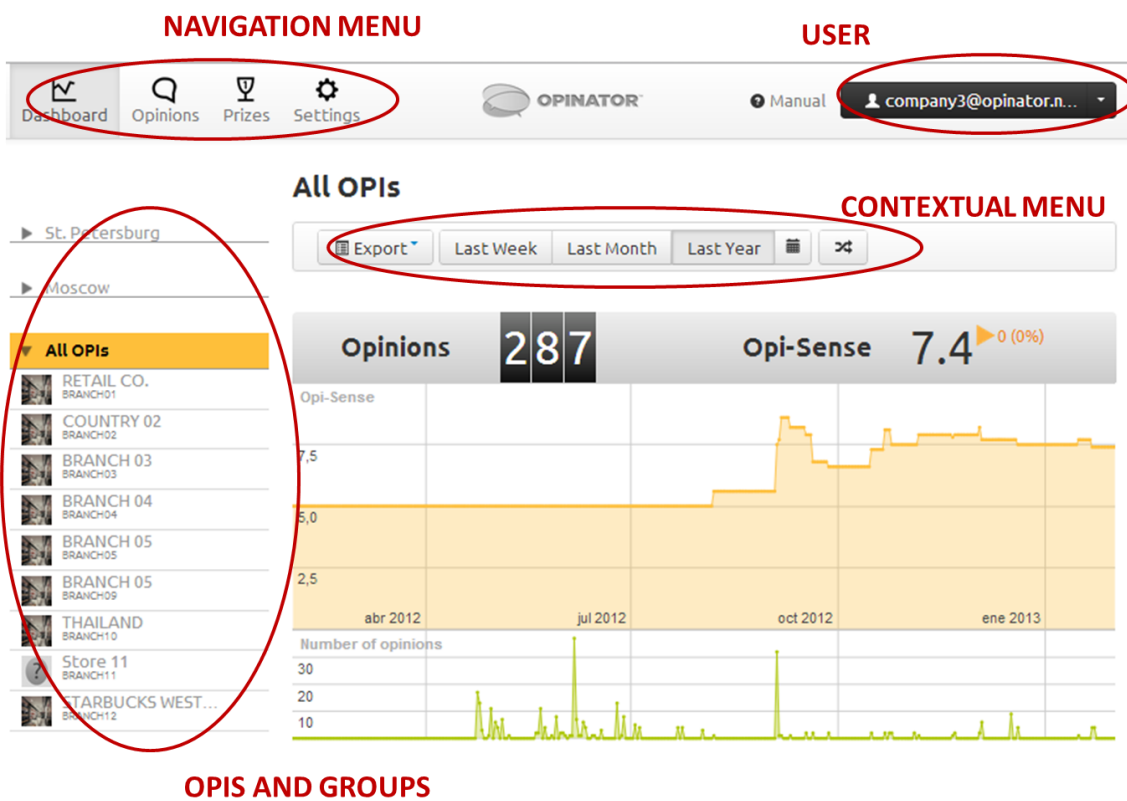 NAVIGATION MENU
USER
Dashboard Opinions Prizes Settings
OPINATOR
Manual
company3@opinator.n...
All OPIs
CONTEXTUAL MENU
St. Petersburg
Moscow
Export Last Week Last Month Last Year
All OPIs
RETAIL CO.
BRANCH01
COUNTRY 02
BRANCH02
BRANCH 03
BRANCH03
BRANCH 04
BRANCH04
BRANCH 05
BRANCH05
BRANCH 05
BRANCH09
THAILAND
BRANCH10
Store 11
BRANCH11
STARBUCKS WEST...
BRANCH12
Opinions 287 Opi-Sense 7.4 0 (0%)
Opi-Sense
7,5
5,0
2,5
abr 2012 jul 2012 oct 2012 ene 2013
Number of opinions
30
20
10
OPIS AND GROUPS